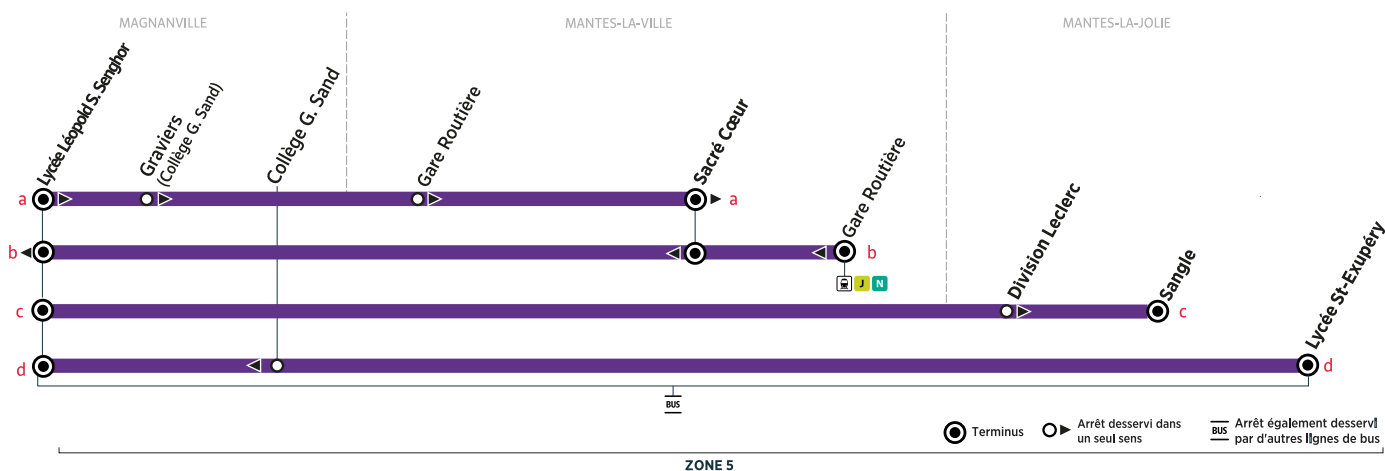 MAGNANVILLE
MANTES-LA-VILLE
MANTES-LA-JOLIE
Lycée Léopold S. Senghor
Graviers
(Collège G. Sand)
Collège G. Sand
Gare Routière
Sacré Cœur
Gare Routière
Division Leclerc
Sangle
Lycée St-Exupéry
a
a
b
b
J
N
c
c
d
d
BUS
Terminus
Arrêt desservi dans
un seul sens
BUS
Arrêt également desservi
par d'autres lignes de bus
ZONE 5